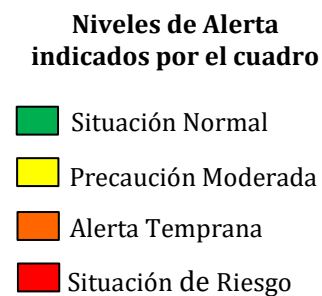 Niveles de Alerta
indicados por el cuadro
Situación Normal
Precaución Moderada
Alerta Temprana
Situación de Riesgo